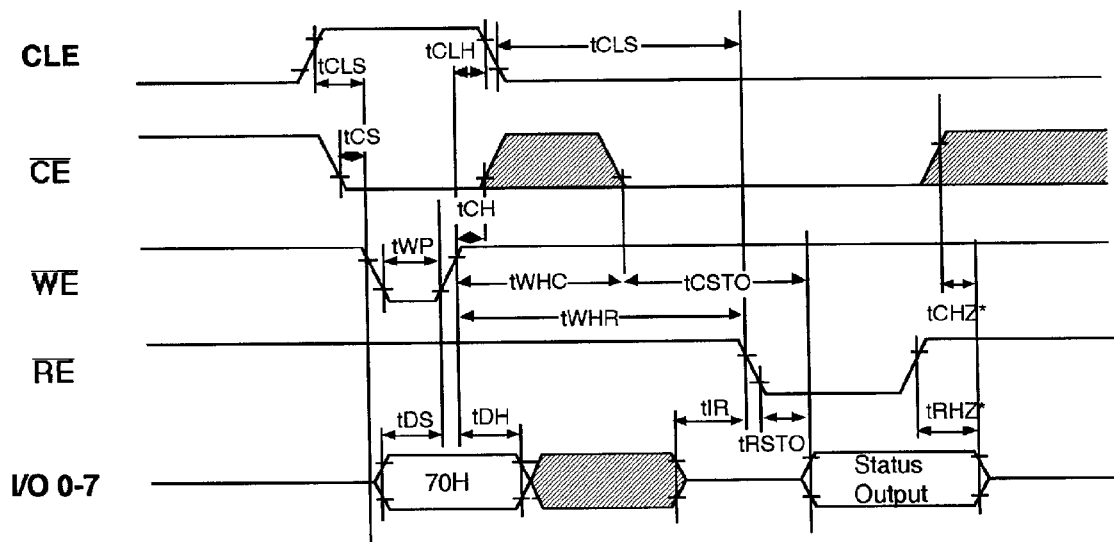 CLE
tCLS
tCLH
tCLS
CE
tCS
tCH
WE
tWP
tWHC
tCSTO
tCHZ*
tWHR
RE
tDS
tDH
tIR
tRSTO
tRHZ*
I/O 0-7
70H
Status
Output